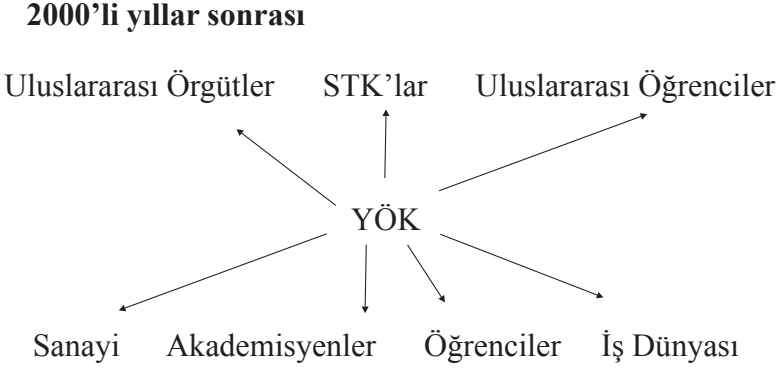 2000’li yıllar sonrası
Uluslararası Örgütler STK’lar Uluslararası Öğrenciler
YÖK
Sanayi Akademisyenler Öğrenciler İş Dünyası